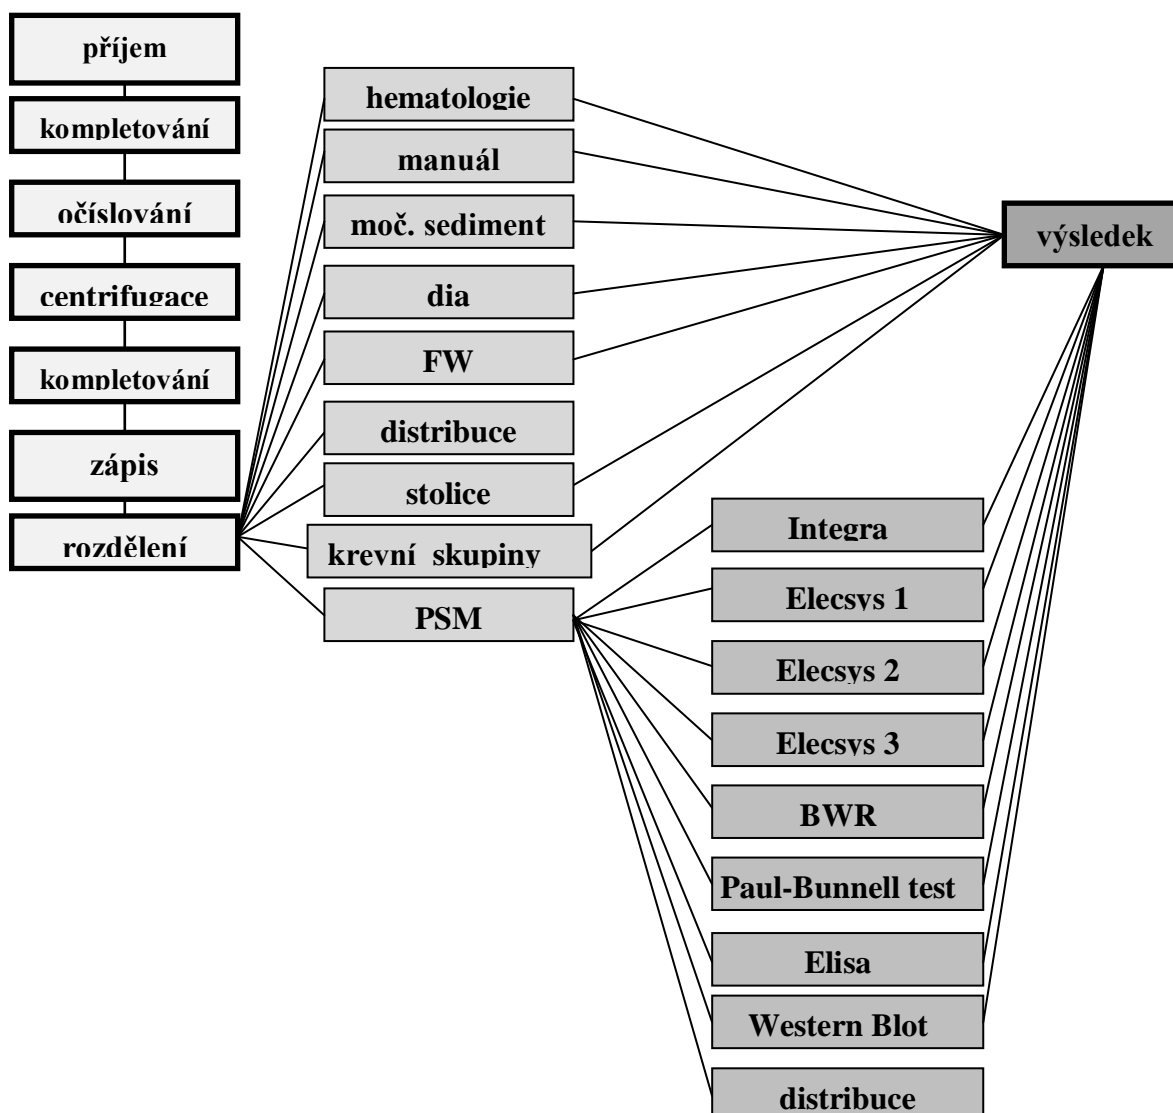 příjem
kompletování
očíslování
centrifugace
kompletování
zápis
rozdělení
hematologie
manuál
moč. sediment
dia
FW
distribuce
stolice
krevní skupiny
PSM
Integra
Elecsys 1
Elecsys 2
Elecsys 3
BWR
Paul-Bunnell test
Elisa
Western Blot
distribuce
výsledek